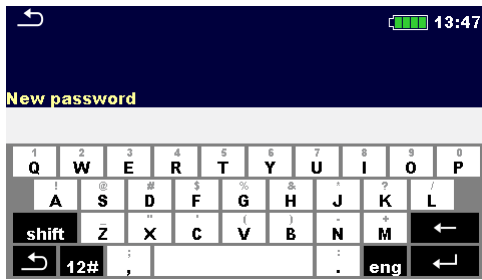 13:47
New password
1 2 3 4 5 6 7 8 9 0
Q W E R T Y U I O P
! @ # $ % & * ? /
A S D F G H J K L
- " ' ( ) - +
shift Z X C V B N M ←
; :
12# , . eng